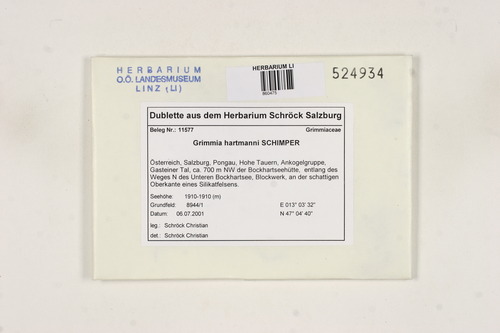 HERBARIUM
O.Ö. LANDESMUSEUM
LINZ (LI)
HERBARIUM LI
524934
Dublette aus dem Herbarium Schröck Salzburg
Beleg Nr.: 11577 Grimmiaceae
Grimmia hartmanni SCHIMPER
Österreich, Salzburg, Pongau, Hohe Tauern, Ankogelgruppe,
Gasteiner Tal, ca. 700 m NW der Bockhartseehütte, entlang des
Weges N des Unteren Bockhartsee, Blockwerk, an der schattigen
Oberkante eines Silikatfelsens.
Seehöhe: 1910-1910 (m)
Grundfeld: 8944/1 E 013° 03' 32"
Datum: 06.07.2001 N 47° 04' 40"
leg.: Schröck Christian
det.: Schröck Christian